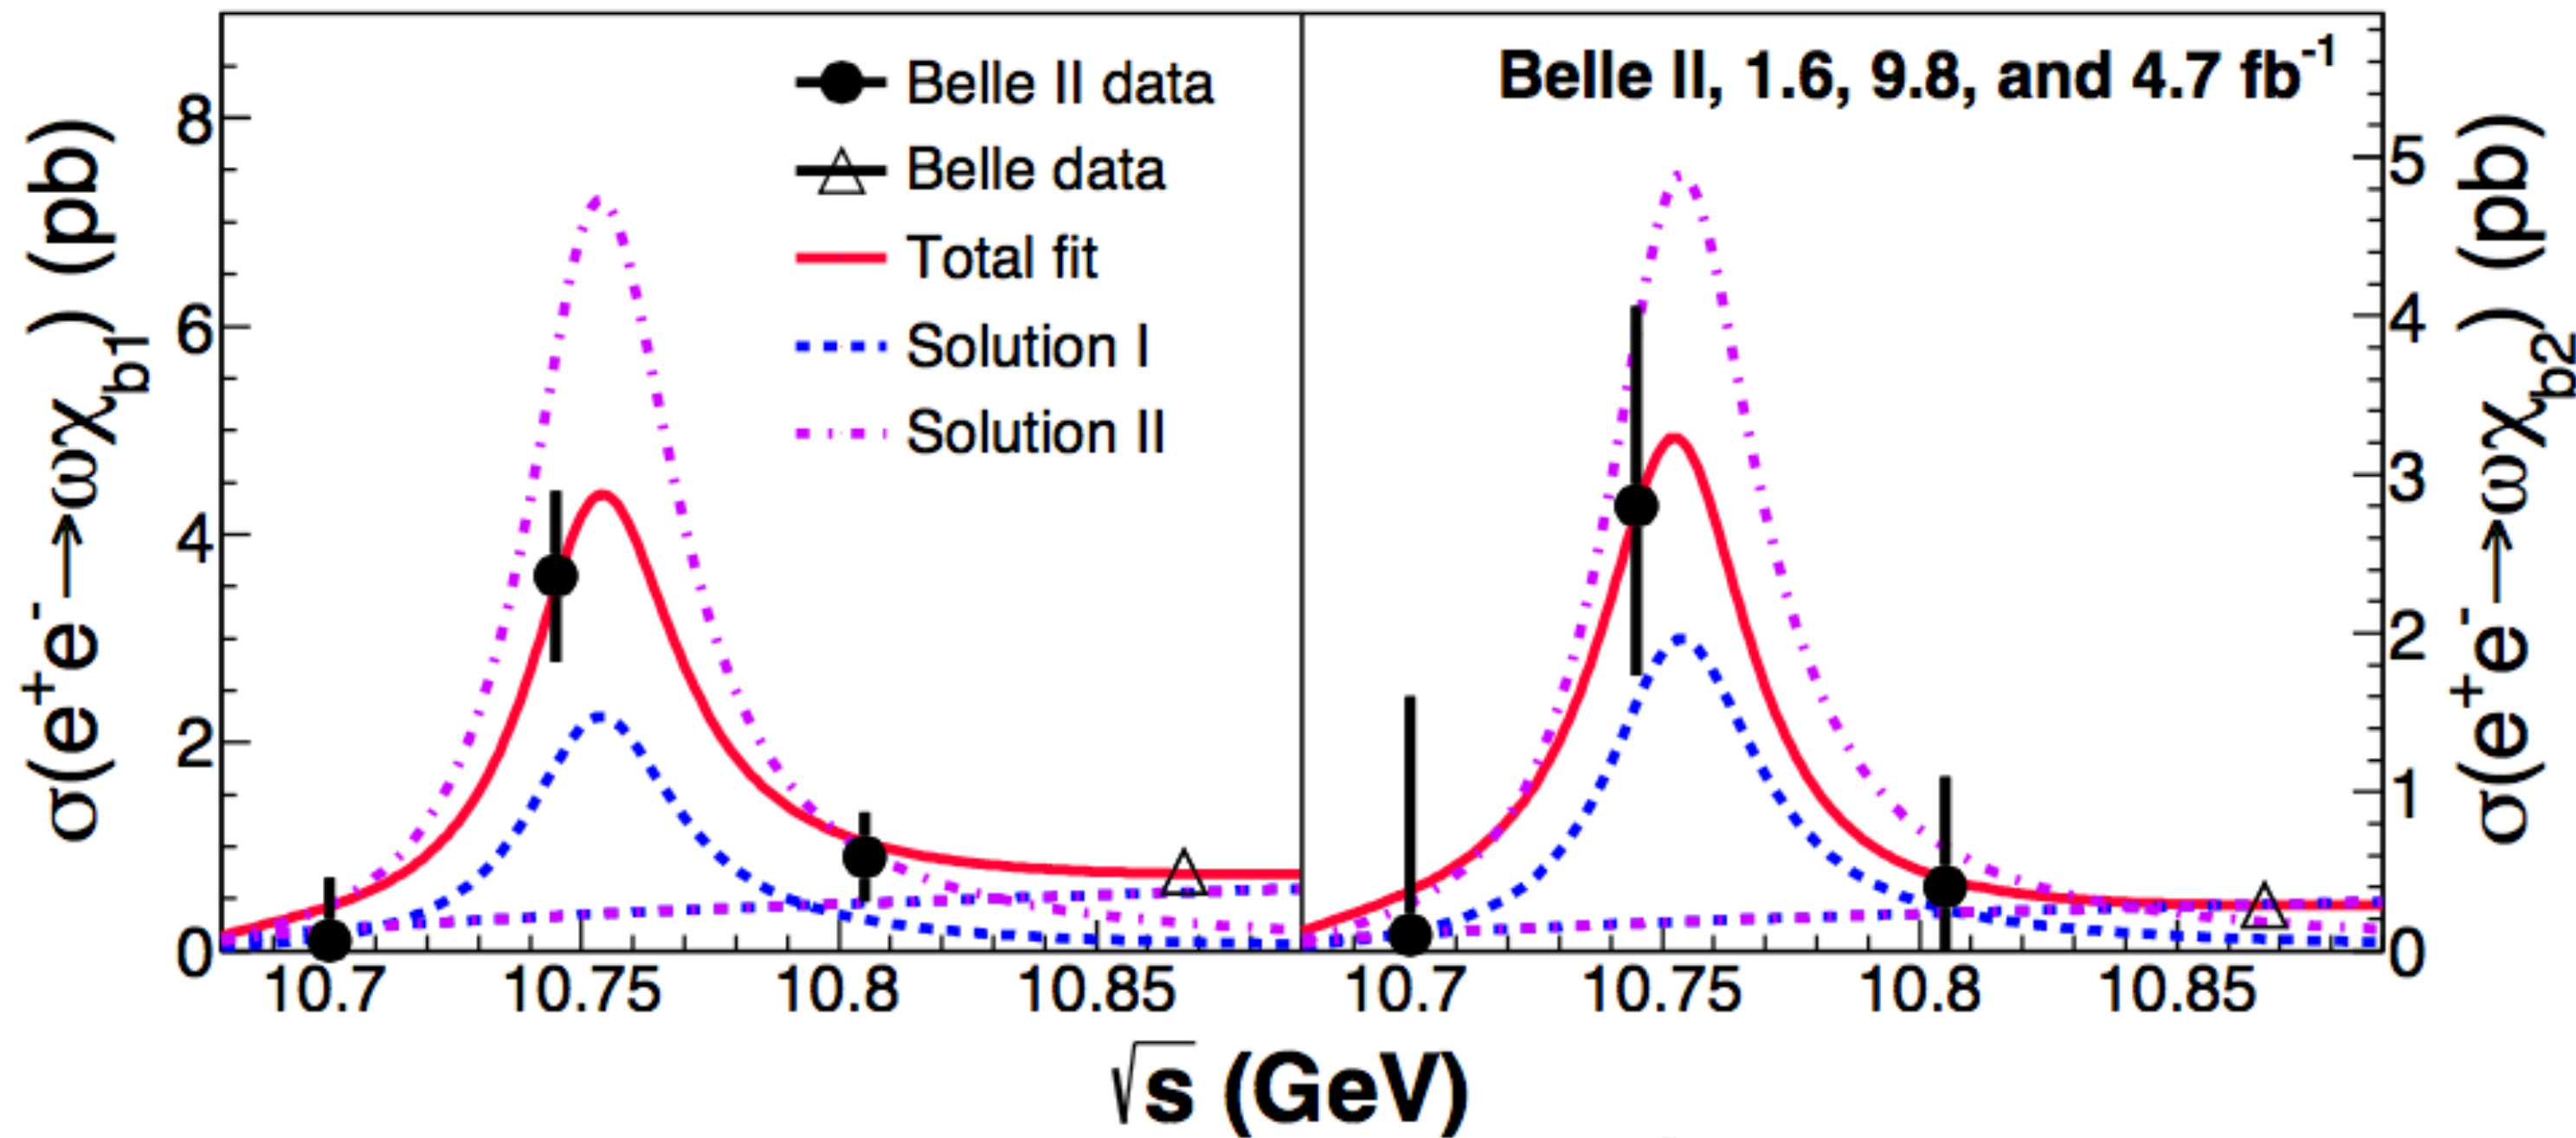 σ(e⁺e⁻→ωχ_b1) (pb)
8
6
4
2
0
Belle II data
Belle data
Total fit
Solution I
Solution II
Belle II, 1.6, 9.8, and 4.7 fb⁻¹
5
4
3
2
1
0
σ(e⁺e⁻→ωχ_b2) (pb)
10.7 10.75 10.8 10.85 10.7 10.75 10.8 10.85
√s (GeV)